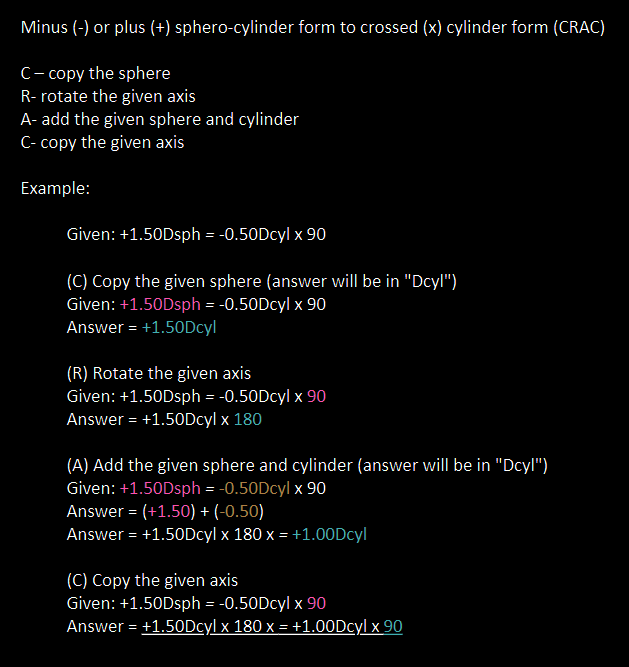 Minus (-) or plus (+) sphero-cylinder form to crossed (x) cylinder form (CRAC)
C – copy the sphere
R- rotate the given axis
A- add the given sphere and cylinder
C- copy the given axis
Example:
Given: +1.50Dsph = -0.50Dcyl x 90
(C) Copy the given sphere (answer will be in "Dcyl")
Given: +1.50Dsph = -0.50Dcyl x 90
Answer = +1.50Dcyl
(R) Rotate the given axis
Given: +1.50Dsph = -0.50Dcyl x 90
Answer = +1.50Dcyl x 180
(A) Add the given sphere and cylinder (answer will be in "Dcyl")
Given: +1.50Dsph = -0.50Dcyl x 90
Answer = (+1.50) + (-0.50)
Answer = +1.50Dcyl x 180 x = +1.00Dcyl
(C) Copy the given axis
Given: +1.50Dsph = -0.50Dcyl x 90
Answer = +1.50Dcyl x 180 x = +1.00Dcyl x 90